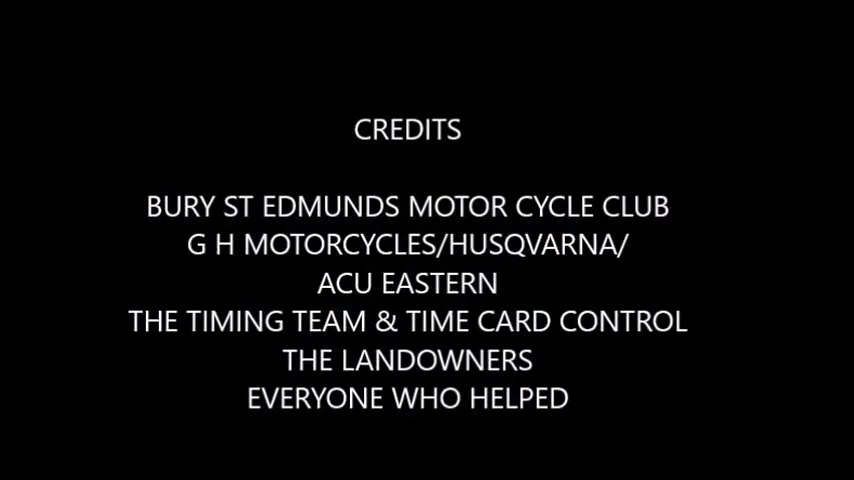 CREDITS
BURY ST EDMUNDS MOTOR CYCLE CLUB
G H MOTORCYCLES/HUSQVARNA/
ACU EASTERN
THE TIMING TEAM & TIME CARD CONTROL
THE LANDOWNERS
EVERYONE WHO HELPED